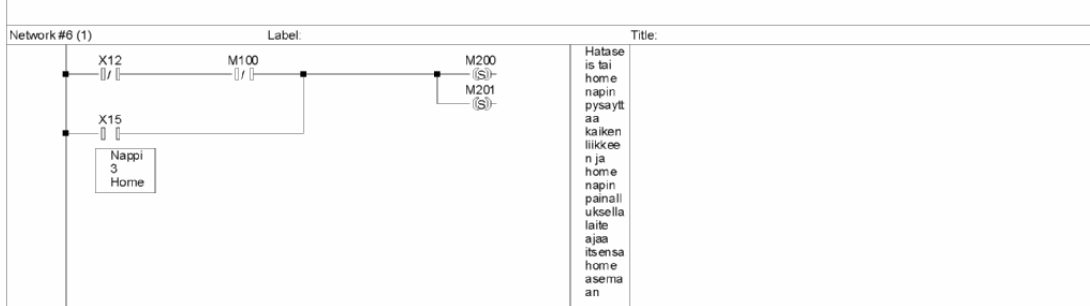 Network #6 (1) Label: Title:
X12 M100 M200
(S)
M201
(S)
X15
Nappi
3
Home
Hatase
is tai
home
napin
pysaytt
aa
kaiken
liikkee
n ja
home
napin
painall
uksella
laite
ajaa
itsensa
home
asema
an